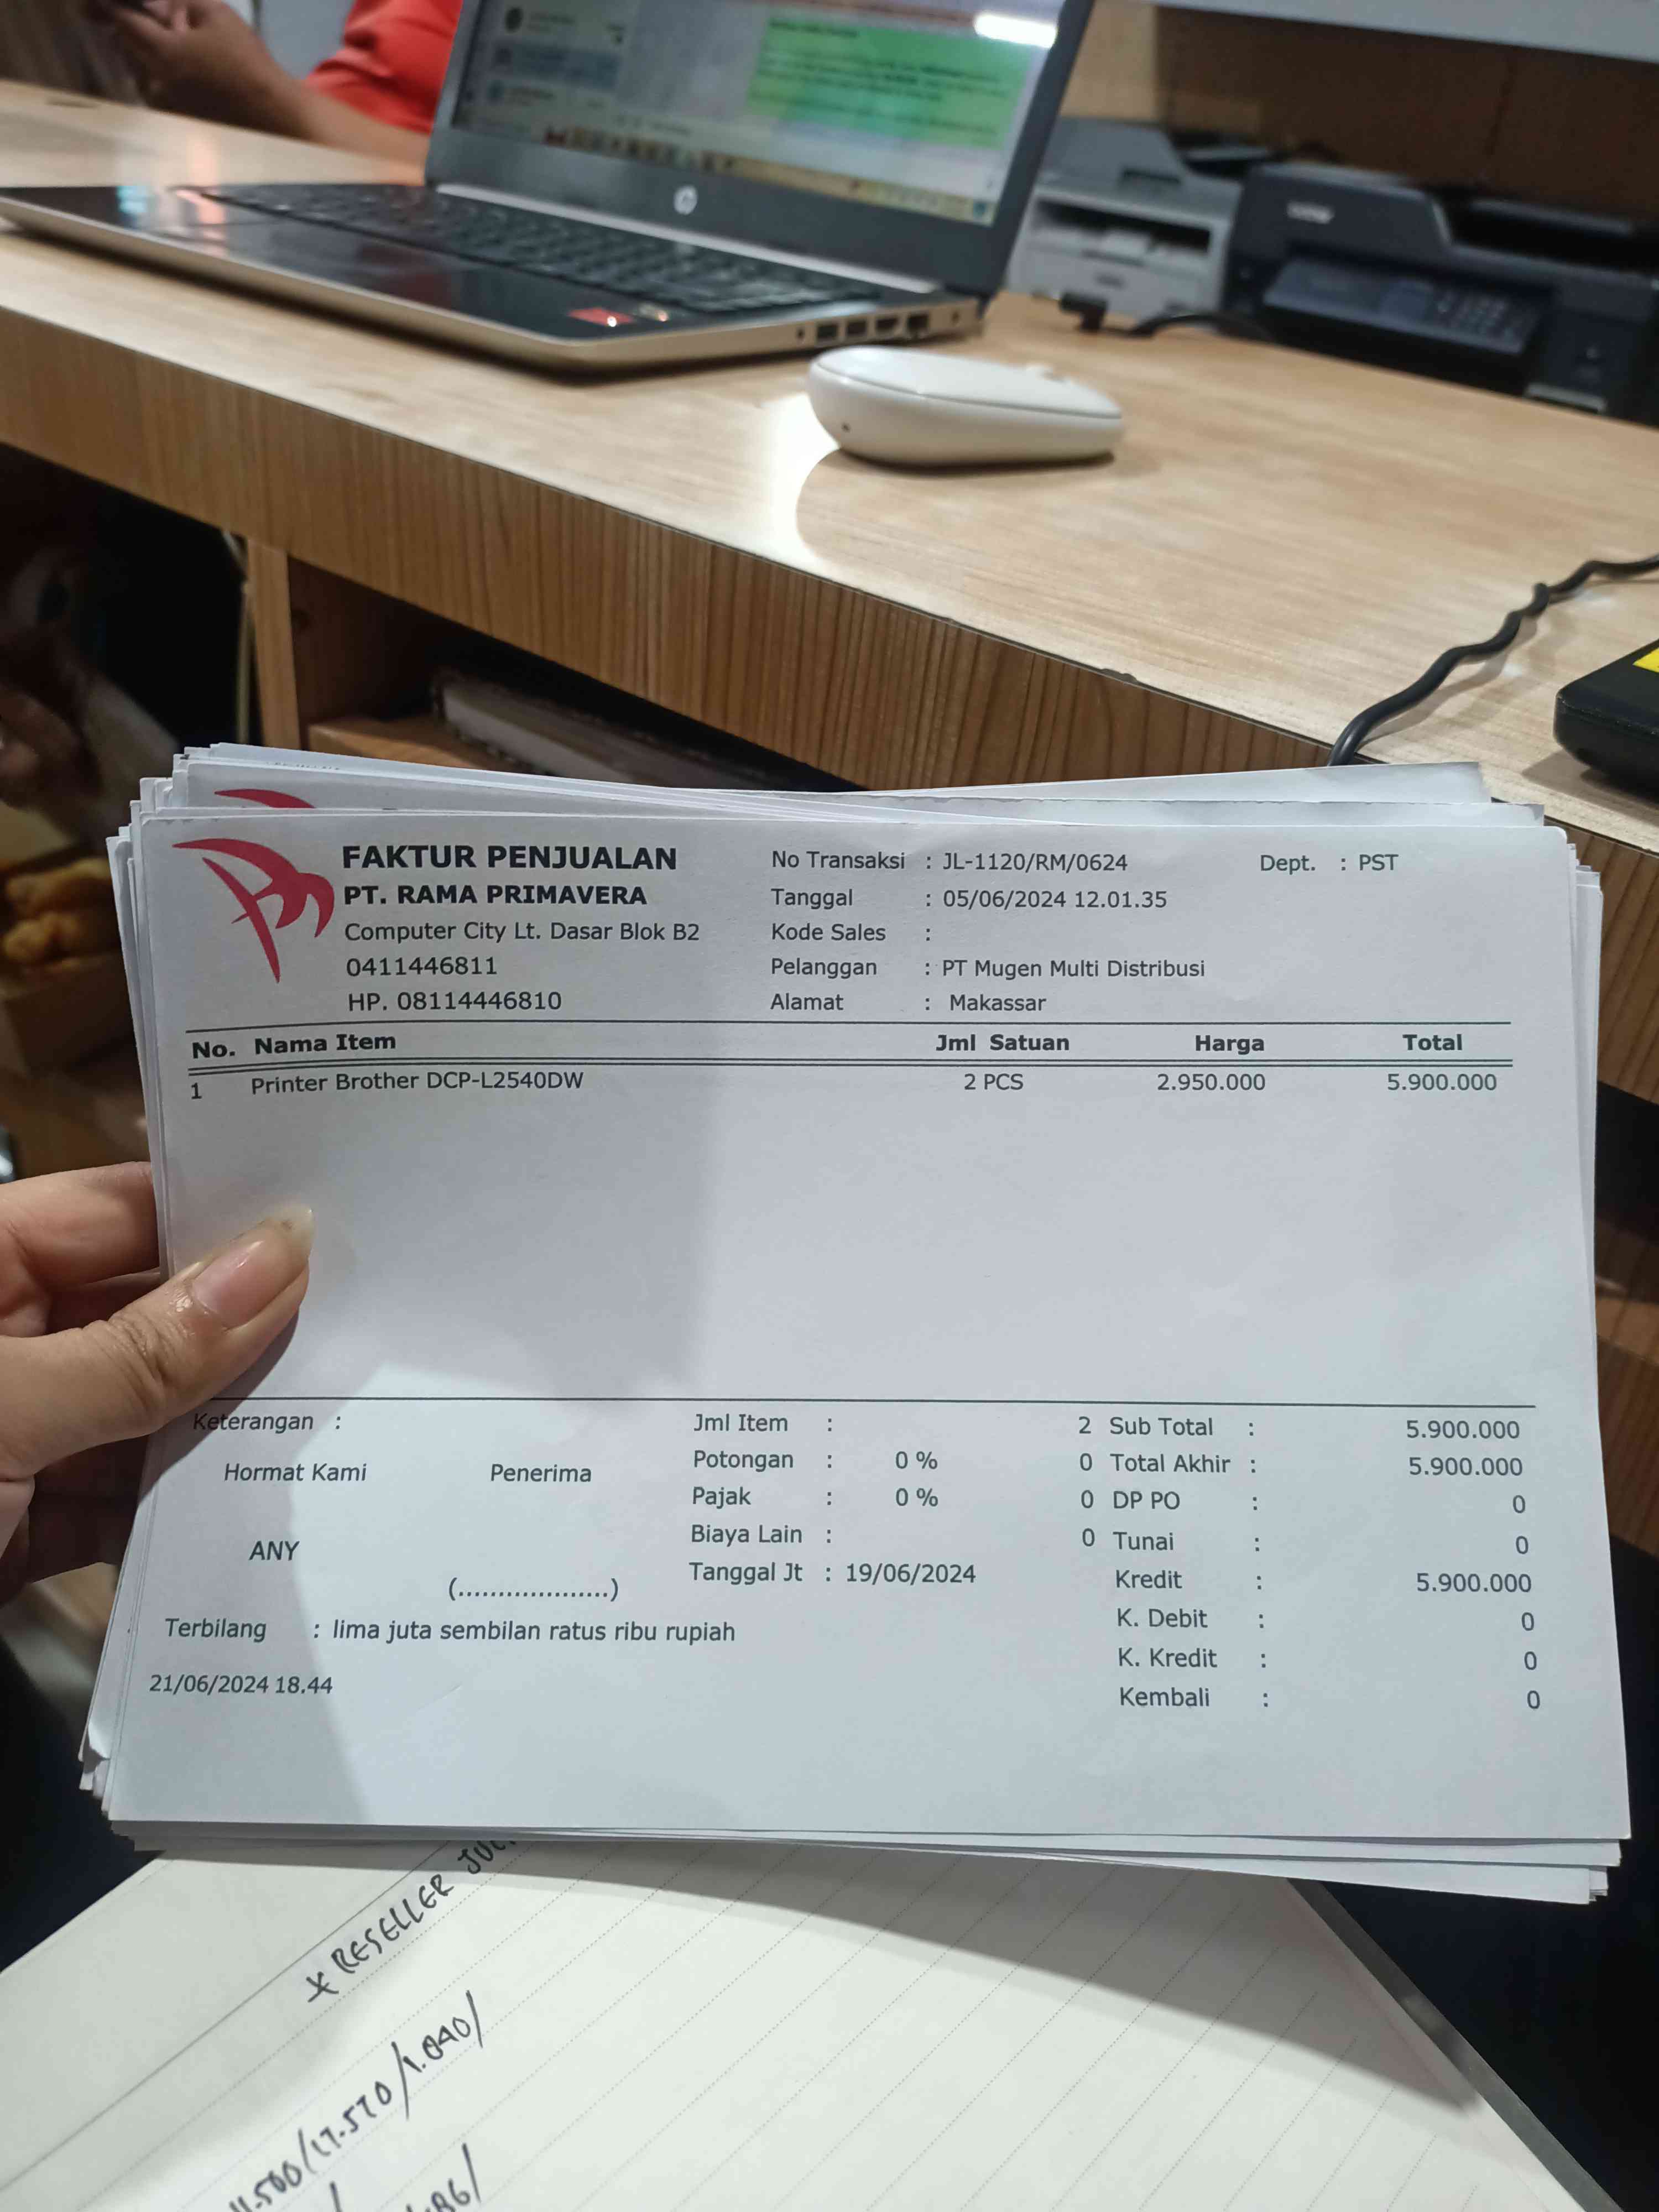 FAKTUR PENJUALAN
PT. RAMA PRIMAVERA
Computer City Lt. Dasar Blok B2
0411446811
HP. 08114446810
No Transaksi : JL-1120/RM/0624 Dept. : PST
Tanggal : 05/06/2024 12.01.35
Kode Sales :
Pelanggan : PT Mugen Multi Distribusi
Alamat : Makassar
No. Nama Item Jml Satuan Harga Total
1 Printer Brother DCP-L2540DW 2 PCS 2.950.000 5.900.000
Keterangan :
Hormat Kami Penerima
ANY
(...................)
Jml Item : 2
Potongan : 0 % 0
Pajak : 0 % 0
Biaya Lain : 0
Tanggal Jt : 19/06/2024
Sub Total : 5.900.000
Total Akhir : 5.900.000
DP PO : 0
Tunai : 0
Kredit : 5.900.000
K. Debit : 0
K. Kredit : 0
Kembali : 0
Terbilang : lima juta sembilan ratus ribu rupiah
21/06/2024 18.44
RESELLER
hp